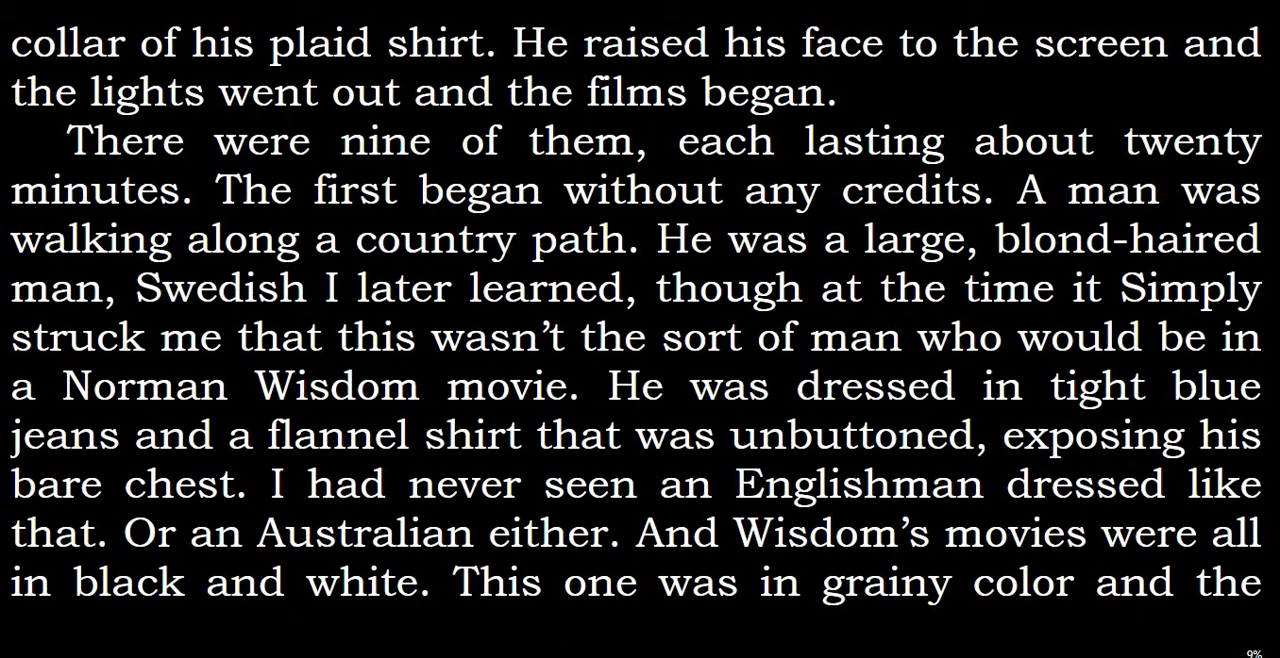 collar of his plaid shirt. He raised his face to the screen and
the lights went out and the films began.
There were nine of them, each lasting about twenty
minutes. The first began without any credits. A man was
walking along a country path. He was a large, blond-haired
man, Swedish I later learned, though at the time it Simply
struck me that this wasn’t the sort of man who would be in
a Norman Wisdom movie. He was dressed in tight blue
jeans and a flannel shirt that was unbuttoned, exposing his
bare chest. I had never seen an Englishman dressed like
that. Or an Australian either. And Wisdom’s movies were all
in black and white. This one was in grainy color and the
9%